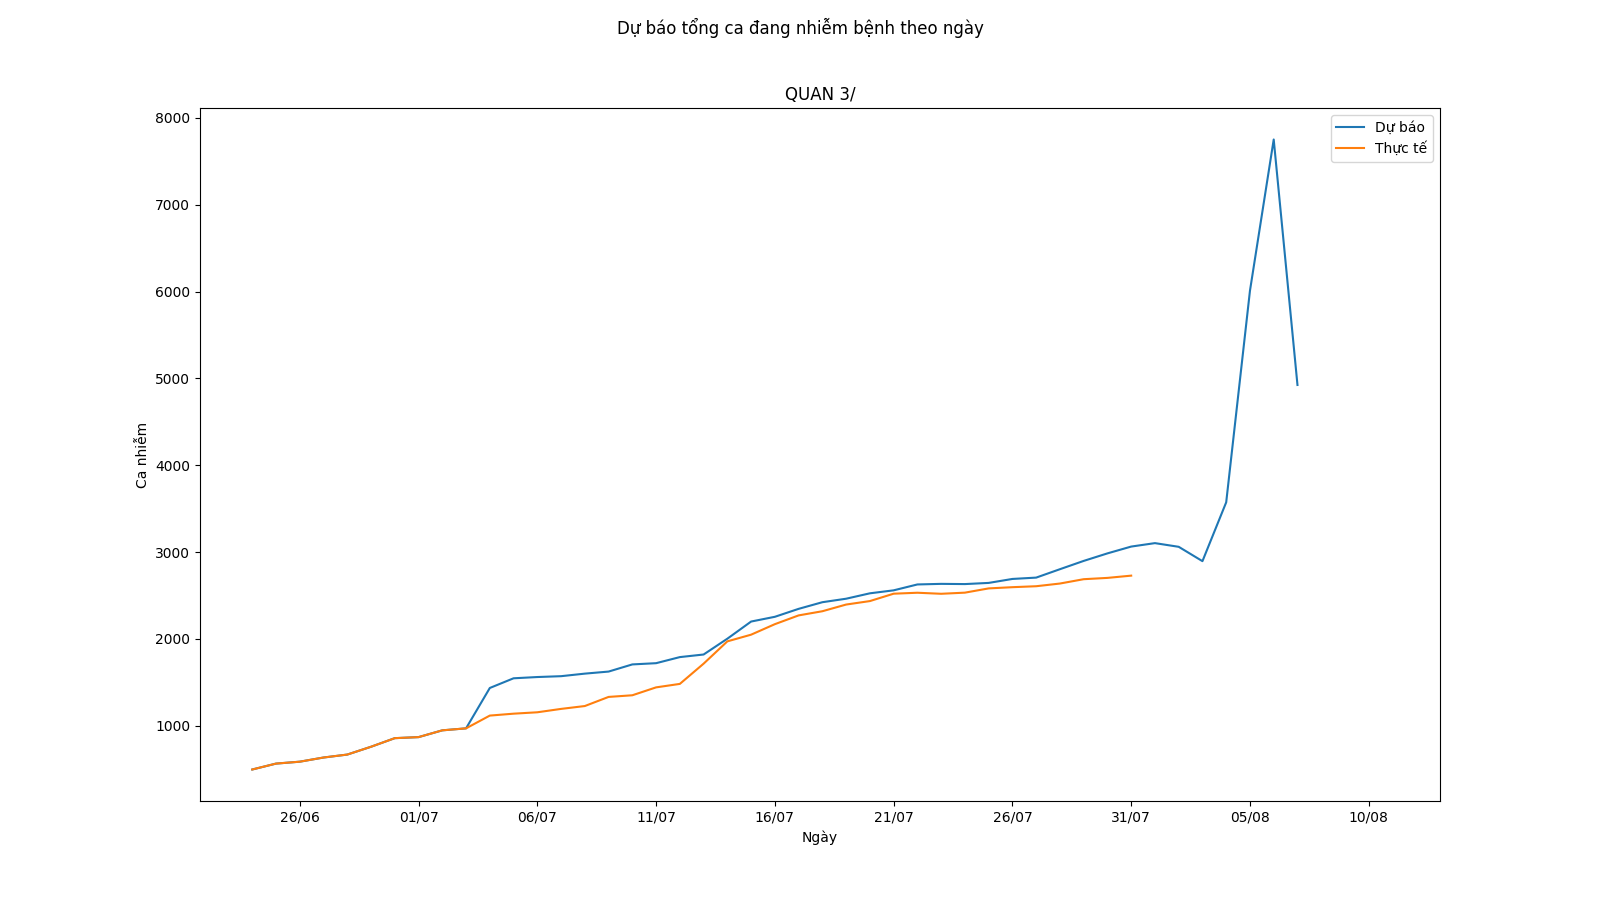 Dự báo tổng ca đang nhiễm bệnh theo ngày
QUAN 3/
Dự báo
Thực tế
8000
7000
6000
5000
4000
3000
2000
1000
Ca nhiễm
26/06 01/07 06/07 11/07 16/07 21/07 26/07 31/07 05/08 10/08
Ngày